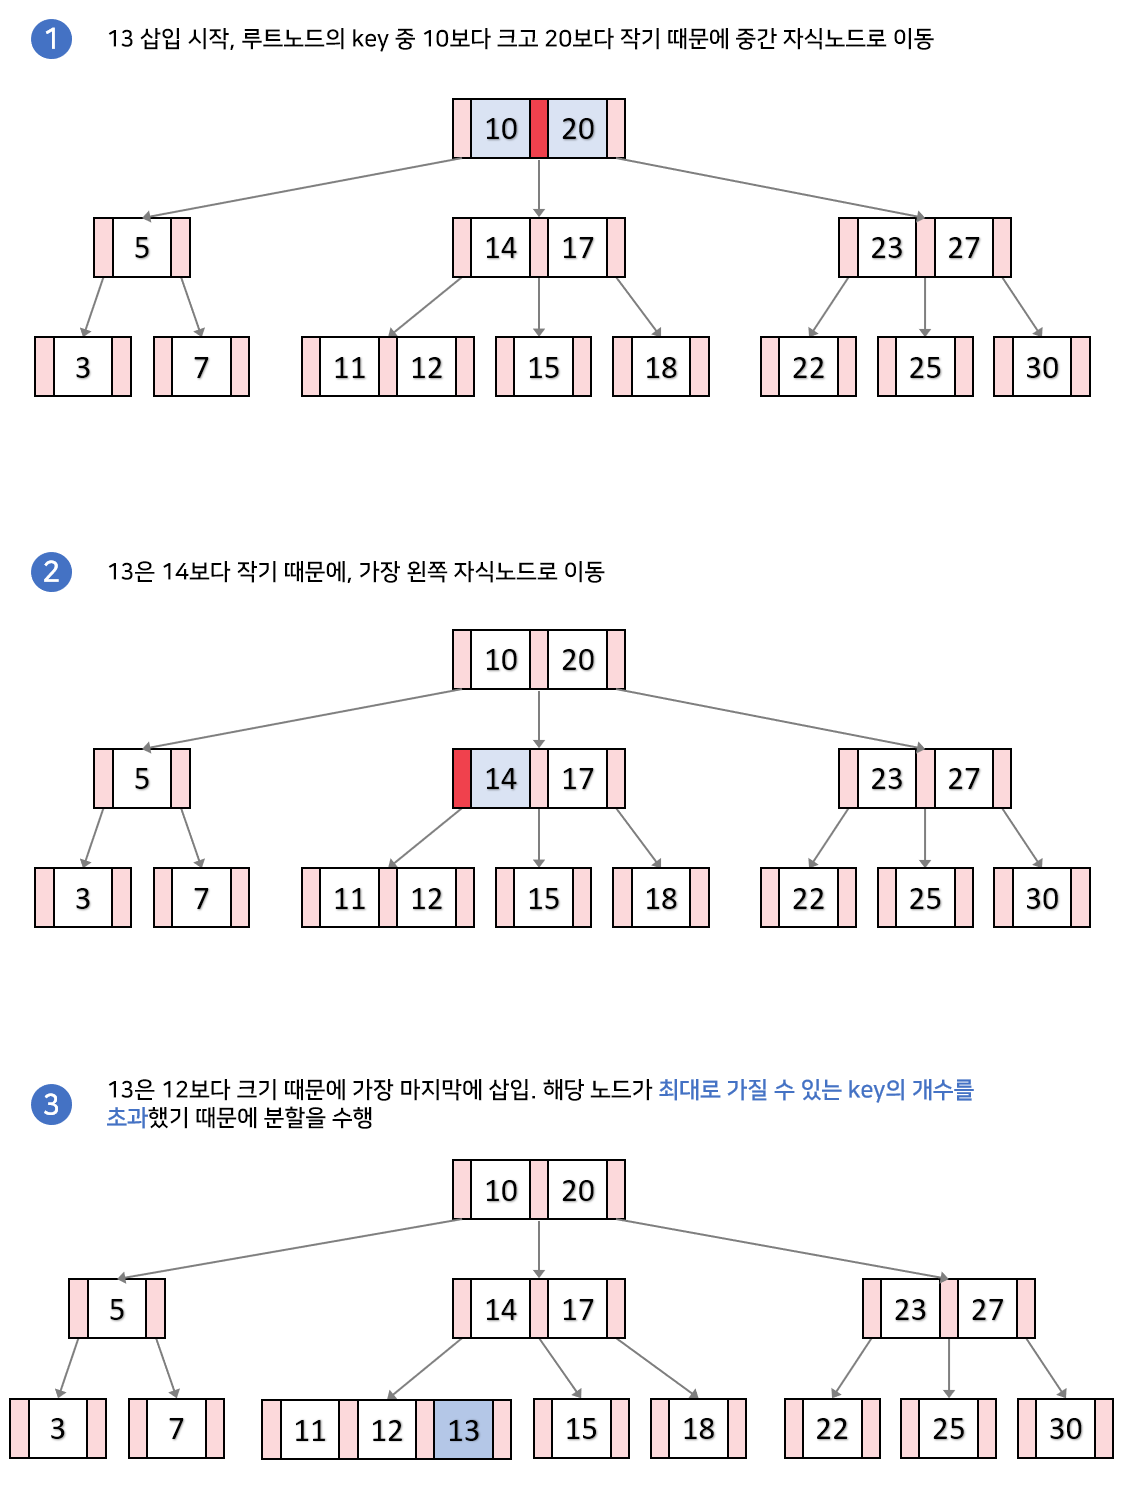 1 13 삽입 시작, 루트노드의 key 중 10보다 크고 20보다 작기 때문에 중간 자식노드로 이동
10 20
5 14 17 23 27
3 7 11 12 15 18 22 25 30
2 13은 14보다 작기 때문에, 가장 왼쪽 자식노드로 이동
10 20
5 14 17 23 27
3 7 11 12 15 18 22 25 30
13은 12보다 크기 때문에 가장 마지막에 삽입. 해당 노드가 최대로 가질 수 있는 key의 개수를
3 초과했기 때문에 분할을 수행
10 20
5 14 17 23 27
3 7 11 12 13 15 18 22 25 30